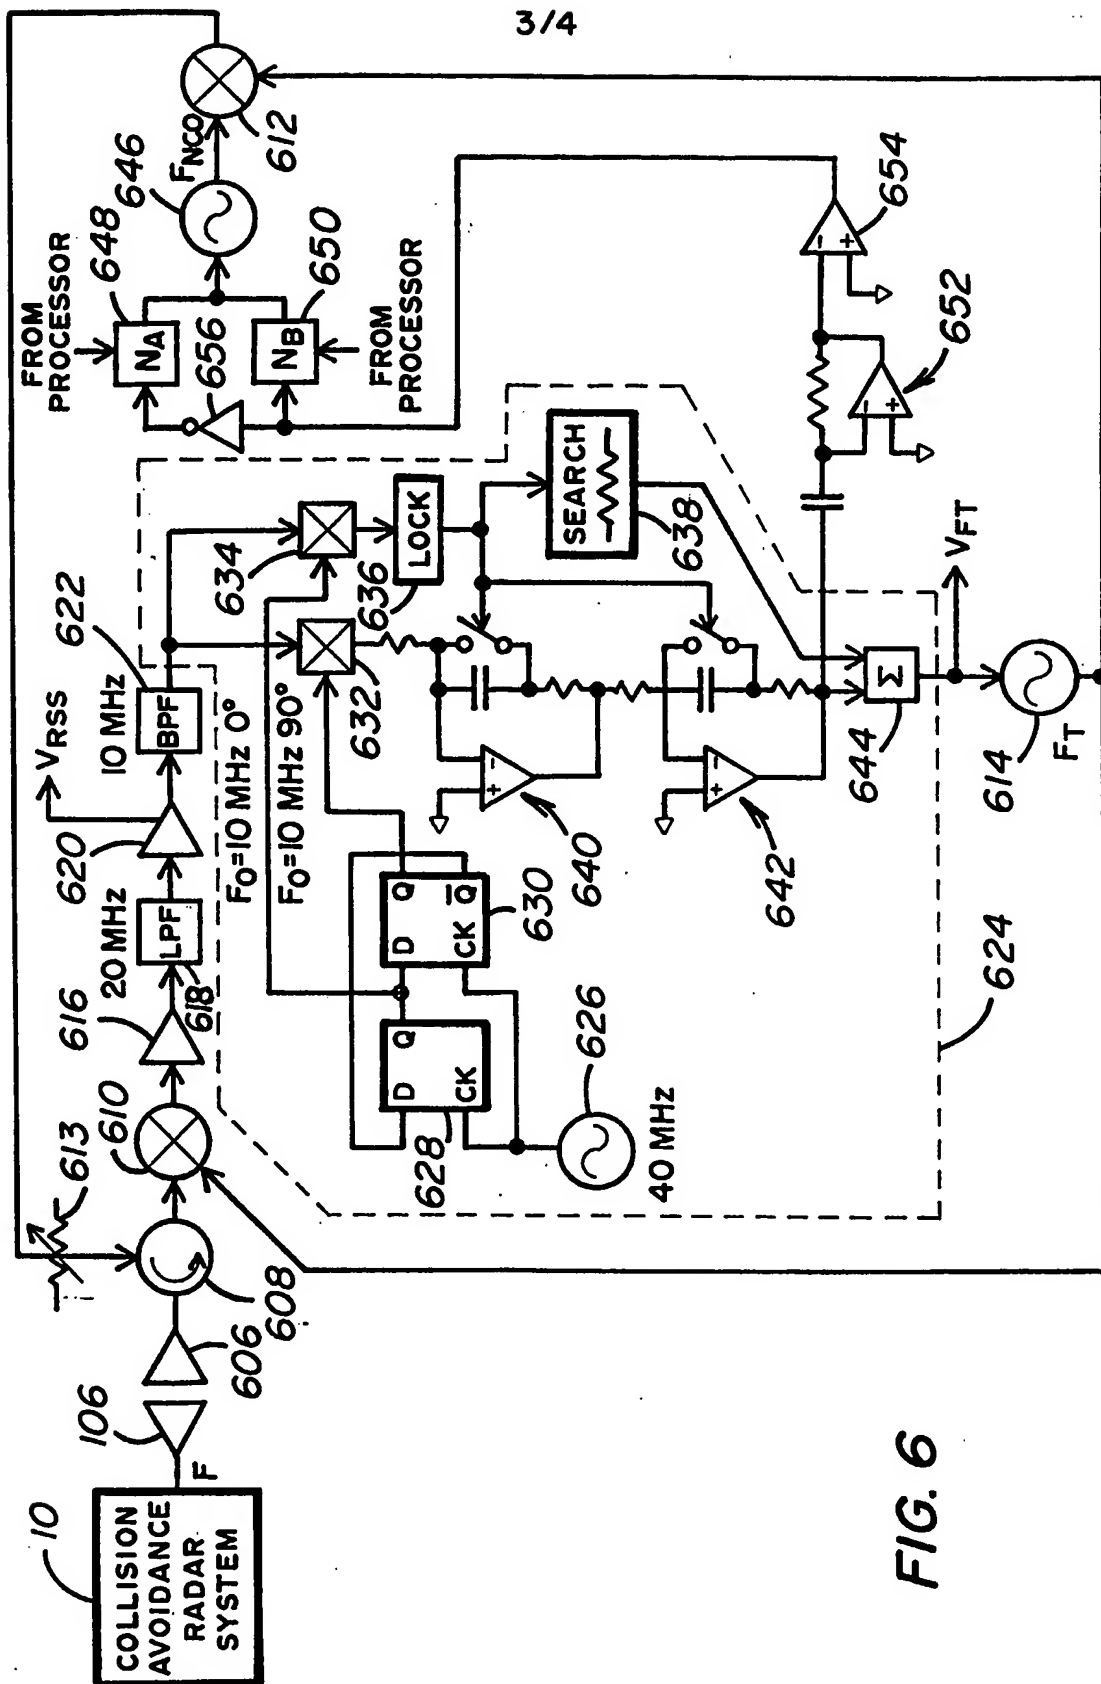 3/4
10
COLLISION
AVOIDANCE
RADAR
SYSTEM
F
106
606
608
613
610
616
20 MHz
LPF
618
620
VRSS
10 MHz
BPF
622
FROM
PROCESSOR
648
NA
646
FNCO
612
656
NB
650
FROM
PROCESSOR
FO=10 MHz 0°
FO=10 MHz 90°
634
632
636
LOCK
SEARCH
638
D
Q
CK
628
D
Q
CK
Q̅
630
626
40 MHz
-
+
640
-
+
642
Σ
644
-
+
652
-
+
654
VFT
614
FT
624
FIG. 6